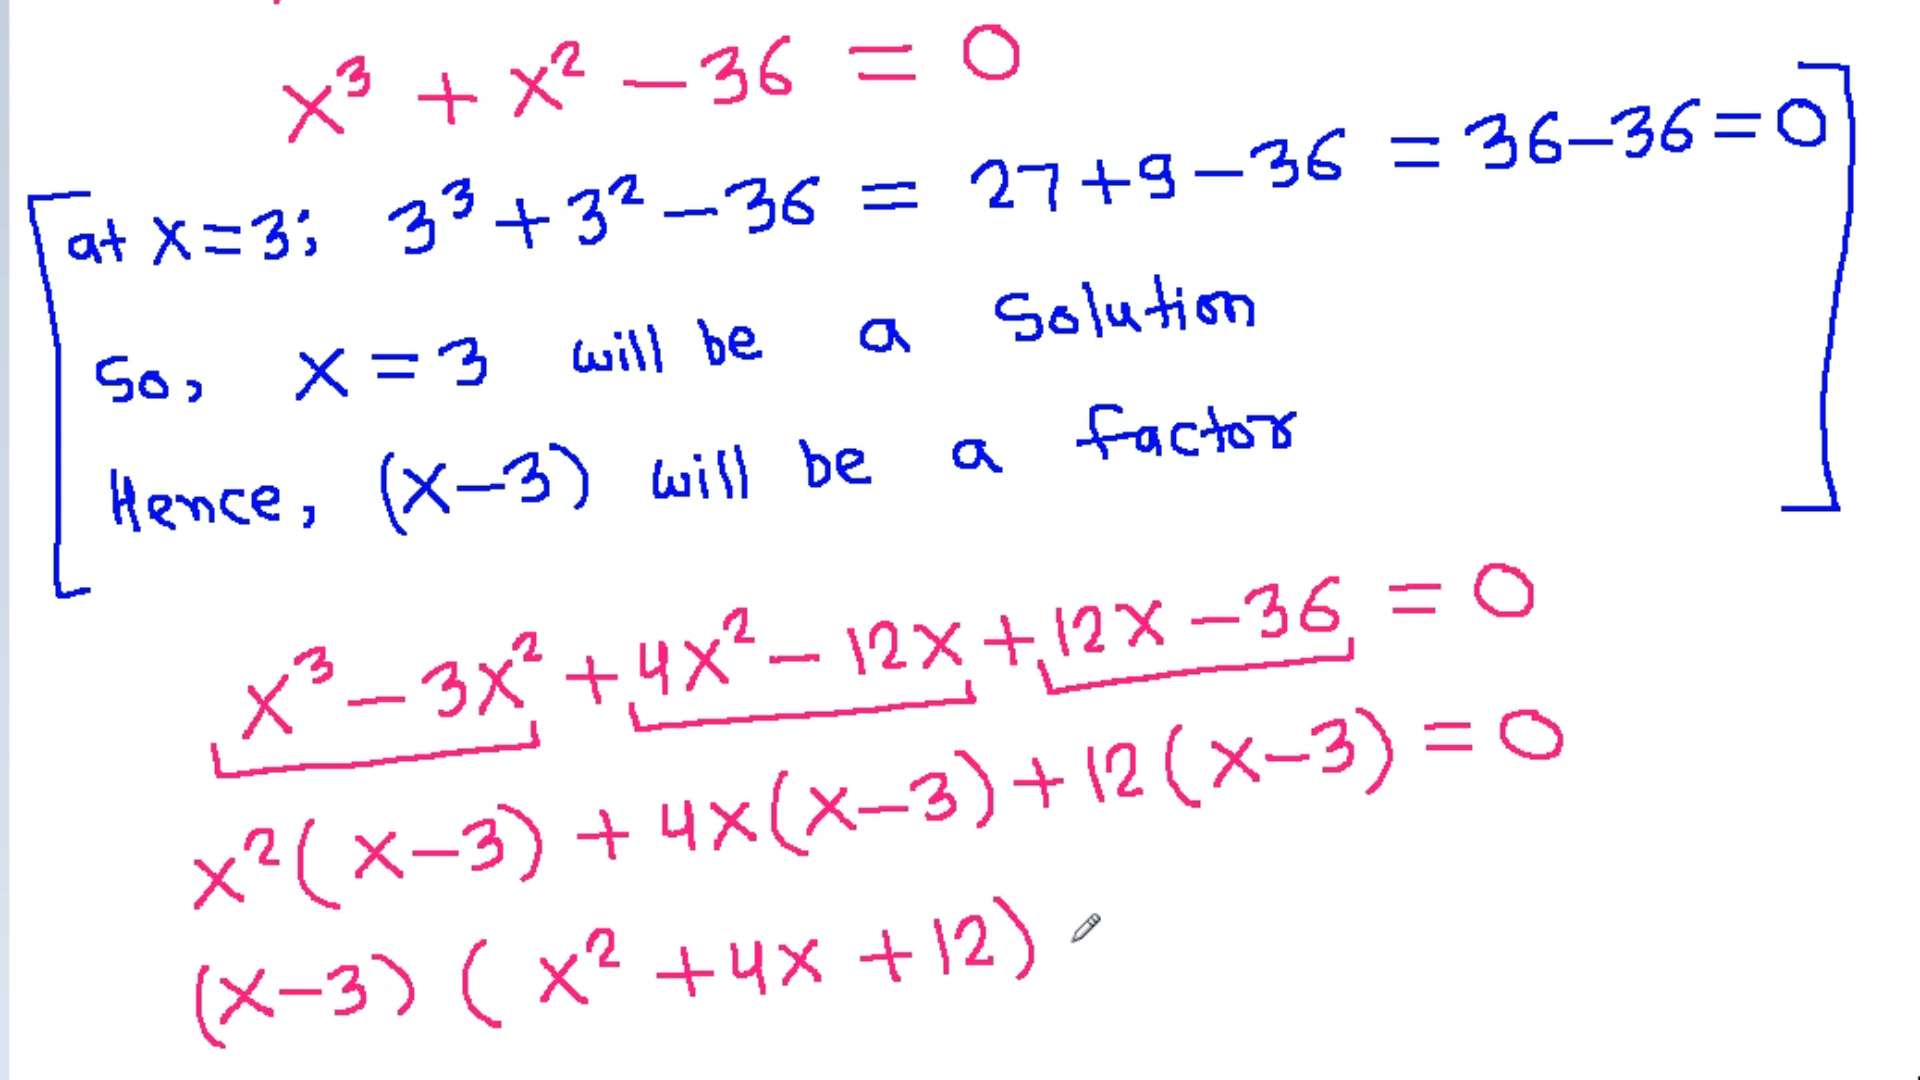 x³ + x² - 36 = 0
at x=3; 3³ + 3² - 36 = 27+9-36 = 36-36=0
So, x = 3 will be a Solution
Hence, (x-3) will be a factor
x³ - 3x² + 4x² - 12x + 12x - 36 = 0
x²(x-3) + 4x(x-3) + 12(x-3) = 0
(x-3) (x² + 4x + 12)